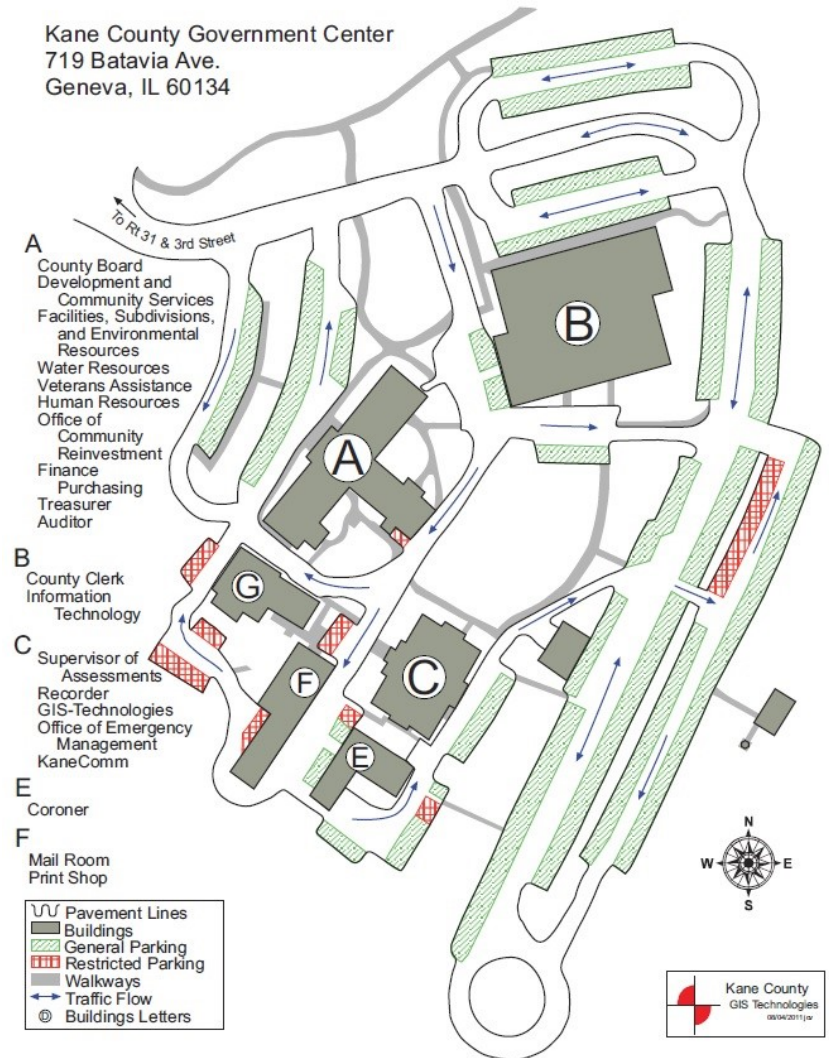 Kane County Government Center
719 Batavia Ave.
Geneva, IL 60134
To Rt 31 & 3rd Street
A
County Board
Development and
Community Services
Facilities, Subdivisions,
and Environmental
Resources
Water Resources
Veterans Assistance
Human Resources
Office of
Community
Reinvestment
Finance
Purchasing
Treasurer
Auditor
B
County Clerk
Information
Technology
C
Supervisor of
Assessments
Recorder
GIS-Technologies
Office of Emergency
Management
KaneComm
E
Coroner
F
Mail Room
Print Shop
B
A
G
C
F
E
Pavement Lines
Buildings
General Parking
Restricted Parking
Walkways
Traffic Flow
D Buildings Letters
N
W E
S
Kane County
GIS Technologies
08/04/2011 jcv